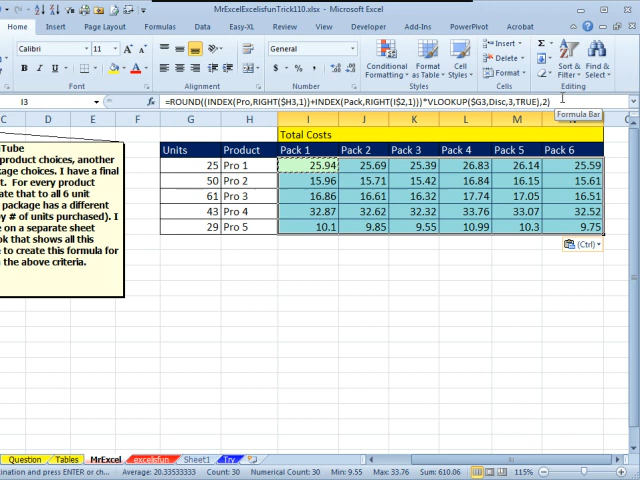 MrExcelExcelisfunTrick110.xlsx - Microsoft Excel
Home Insert Page Layout Formulas Data Review View Developer Add-Ins PowerPivot Acrobat
Calibri 11 A A General Insert Σ
B I U $ % , Conditional Format Cell Delete Sort & Find &
Formatting as Table Styles Format Filter Select
Font Alignment Number Styles Cells Editing
I3 fx =ROUND((INDEX(Pro,RIGHT($H3,1))+INDEX(Pack,RIGHT(I$2,1)))*VLOOKUP($G3,Disc,3,TRUE),2)
Formula Bar
C D E F G H I J K L M
Total Costs
Units Product Pack 1 Pack 2 Pack 3 Pack 4 Pack 5 Pack 6
25 Pro 1 25.94 25.69 25.39 26.83 26.14 25.59
50 Pro 2 15.96 15.71 15.42 16.84 16.15 15.61
61 Pro 3 16.86 16.61 16.32 17.74 17.05 16.51
43 Pro 4 32.87 32.62 32.32 33.76 33.07 32.52
29 Pro 5 10.1 9.85 9.55 10.99 10.3 9.75
(Ctrl)
uTube
product choices, another
kage choices. I have a final
t. For every product
ate that to all 6 unit
package has a different
y # of units purchased). I
e on a separate sheet
ok that shows all this
e to create this formula for
the above criteria.
Question Tables MrExcel excelisfun Sheet1 Try
ination and press ENTER or ch... Average: 20.33533333 Count: 30 Numerical Count: 30 Min: 9.55 Max: 33.76 Sum: 610.06 115%